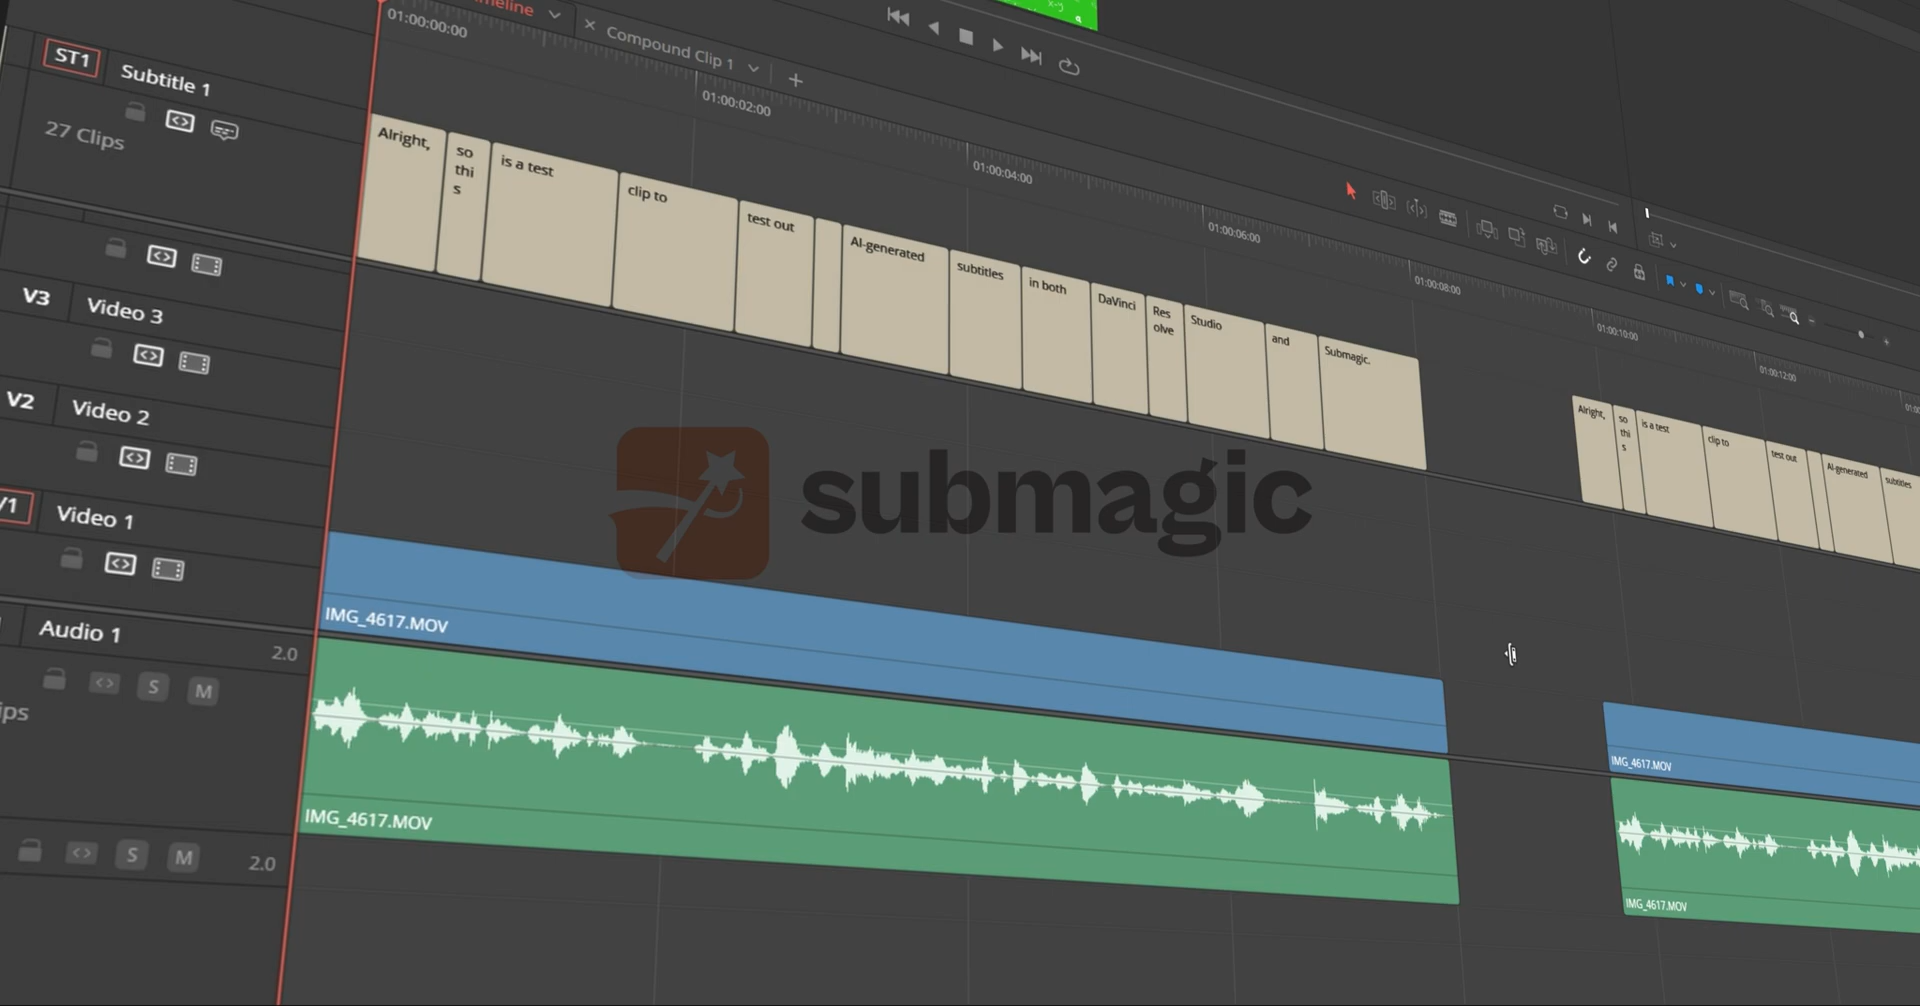 01:00:00:00
Compound Clip 1
01:00:02:00
01:00:04:00
01:00:06:00
01:00:08:00
01:00:10:00
01:00:12:00
ST1
Subtitle 1
27 Clips
Alright,
so
thi
s
is a test
clip to
test out
AI-generated
subtitles
in both
DaVinci
Res
olve
Studio
and
Submagic.
Alright,
so
thi
s
is a test
clip to
test out
AI-generated
subtitles
V3
Video 3
V2
Video 2
Video 1
submagic
IMG_4617.MOV
IMG_4617.MOV
Audio 1
2.0
S
M
IMG_4617.MOV
IMG_4617.MOV
S
M
2.0